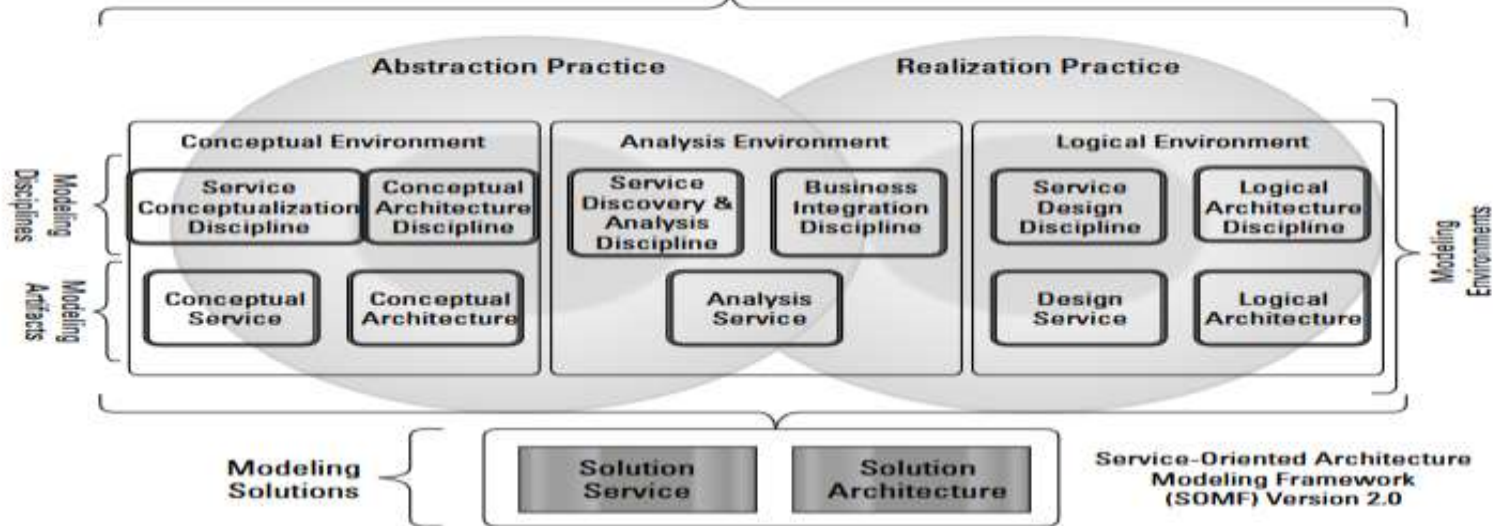 Abstraction Practice
Realization Practice
Conceptual Environment
Analysis Environment
Logical Environment
Modeling
Disciplines
Service
Conceptualization
Discipline
Conceptual
Architecture
Discipline
Service
Discovery &
Analysis
Discipline
Business
Integration
Discipline
Service
Design
Discipline
Logical
Architecture
Discipline
Modeling
Environments
Modeling
Artifacts
Conceptual
Service
Conceptual
Architecture
Analysis
Service
Design
Service
Logical
Architecture
Modeling
Solutions
Solution
Service
Solution
Architecture
Service-Oriented Architecture
Modeling Framework
(SOMF) Version 2.0